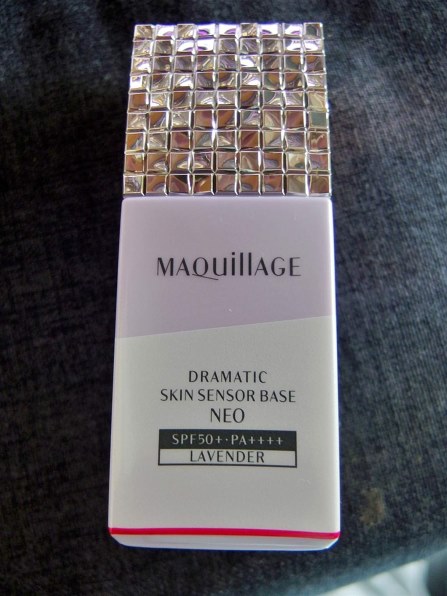 MAQuillAGE
DRAMATIC
SKIN SENSOR BASE
NEO
SPF50+·PA++++
LAVENDER